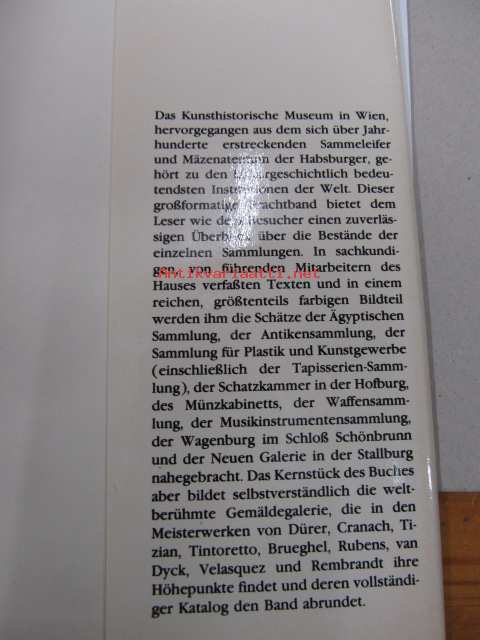 Das Kunsthistorische Museum in Wien,
hervorgegangen aus dem sich über Jahr-
hunderte erstreckenden Sammeleifer
und der Habsburger, ge-
hört zu den bedeu-
tendsten der Welt. Dieser
großformatige bietet dem
Leser wie einen zuverläs-
sigen über die Bestände der
einzelnen Sammlungen. In sachkundi-
gen, von führenden Mitarbeitern des
antikvariaatti.net
Hauses verfaßten Texten und in einem
reichen, größtenteils farbigen Bildteil
werden ihm die Schätze der Ägyptischen
Sammlung, der Antikensammlung, der
Sammlung für Plastik und Kunstgewerbe
(einschließlich der Tapisserien-Samm-
lung), der Schatzkammer in der Hofburg,
des Münzkabinetts, der Waffensamm-
lung, der Musikinstrumentensammlung,
der Wagenburg im Schloß Schönbrunn
und der Neuen Galerie in der Stallburg
nahegebracht. Das Kernstück des Buches
aber bildet selbstverständlich die welt-
berühmte Gemäldegalerie, die in den
Meisterwerken von Dürer, Cranach, Ti-
zian, Tintoretto, Brueghel, Rubens, van
Dyck, Velasquez und Rembrandt ihre
Höhepunkte findet und deren vollständi-
ger Katalog den Band abrundet.